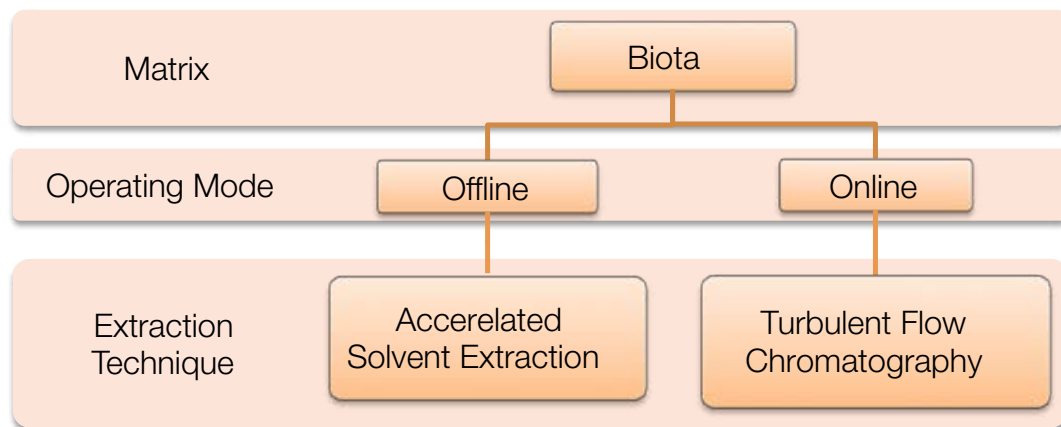 Matrix
Biota
Operating Mode
Offline
Online
Extraction
Technique
Accerelated
Solvent Extraction
Turbulent Flow
Chromatography